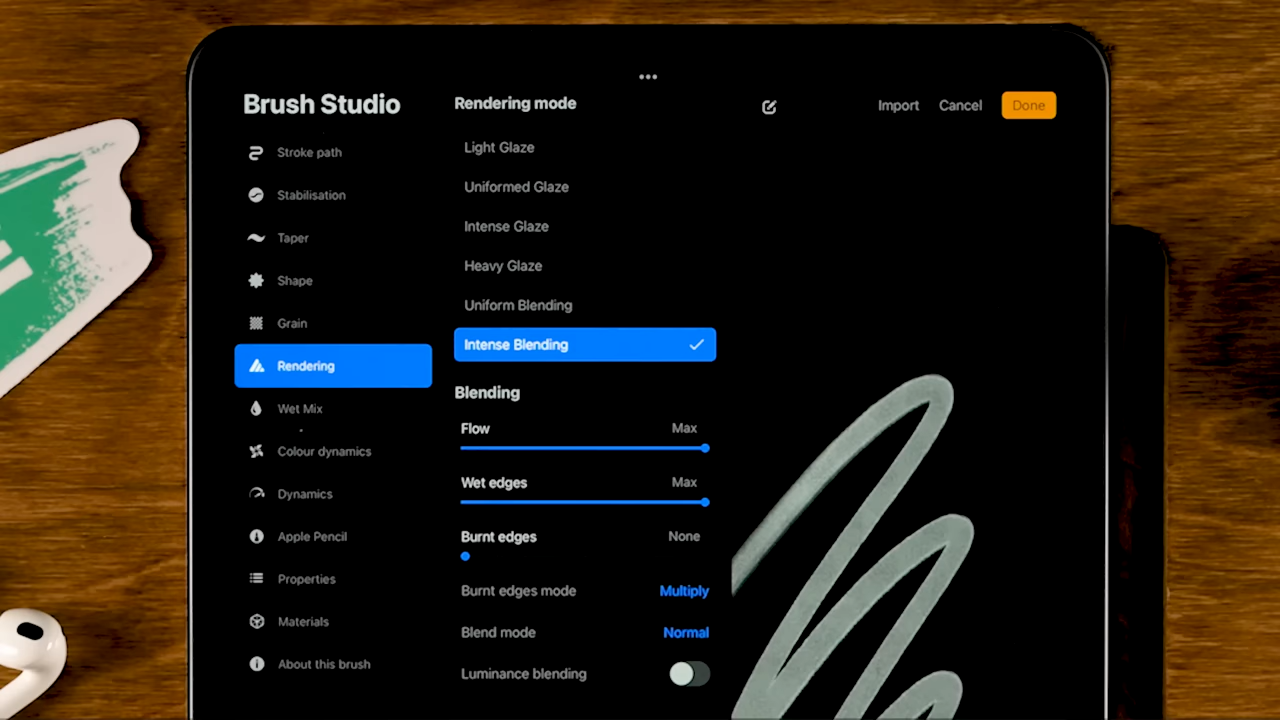 Brush Studio
Stroke path
Stabilisation
Taper
Shape
Grain
Rendering
Wet Mix
Colour dynamics
Dynamics
Apple Pencil
Properties
Materials
About this brush
Rendering mode
Light Glaze
Uniformed Glaze
Intense Glaze
Heavy Glaze
Uniform Blending
Intense Blending
Blending
Flow Max
Wet edges Max
Burnt edges None
Burnt edges mode Multiply
Blend mode Normal
Luminance blending
Import Cancel Done